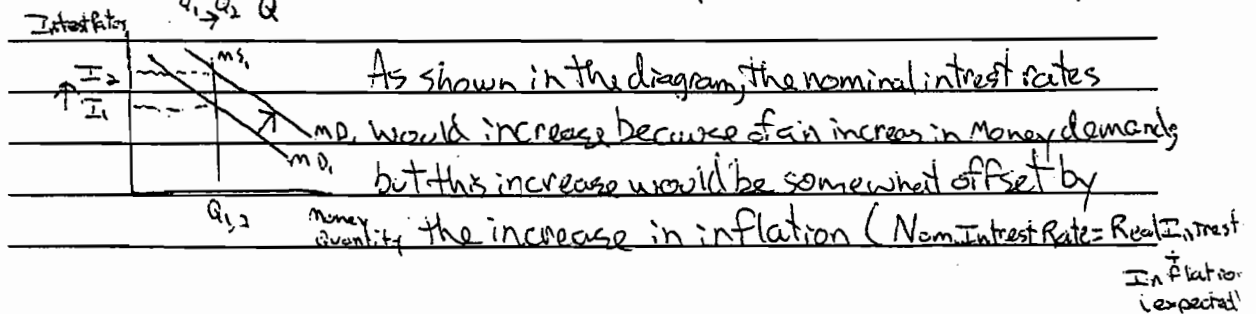 Q1 → Q2 Q
Intrest Rates
MS1
I2
↑ I1
MD1
MD1
Q1,2
Money
Quantity
As shown in the diagram, the nominal intrest rates
would increase because of an increas in Money demand,
but this increase would be somewhat offset by
the increase in inflation (Nom. Intrest Rate = Real Intrest
+
Inflation
(expected)